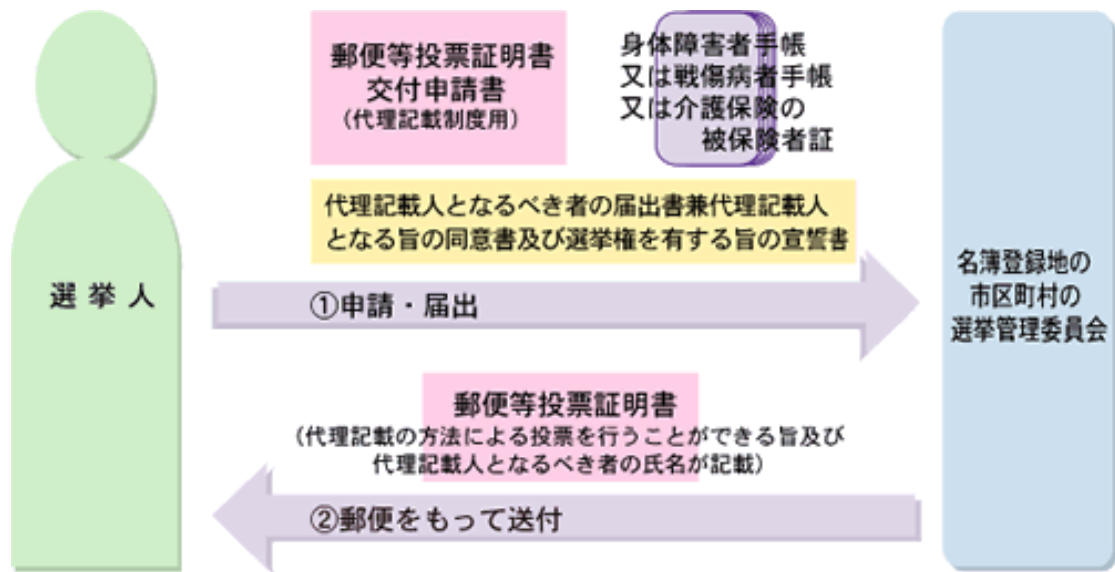 郵便等投票証明書
交付申請書
(代理記載制度用)
身体障害者手帳
又は戦傷病者手帳
又は介護保険の
被保険者証
代理記載人となるべき者の届出書兼代理記載人
となる旨の同意書及び選挙権を有する旨の宣誓書
選挙人
①申請・届出
名簿登録地の
市区町村の
選挙管理委員会
郵便等投票証明書
(代理記載の方法による投票を行うことができる旨及び
代理記載人となるべき者の氏名が記載)
②郵便をもって送付